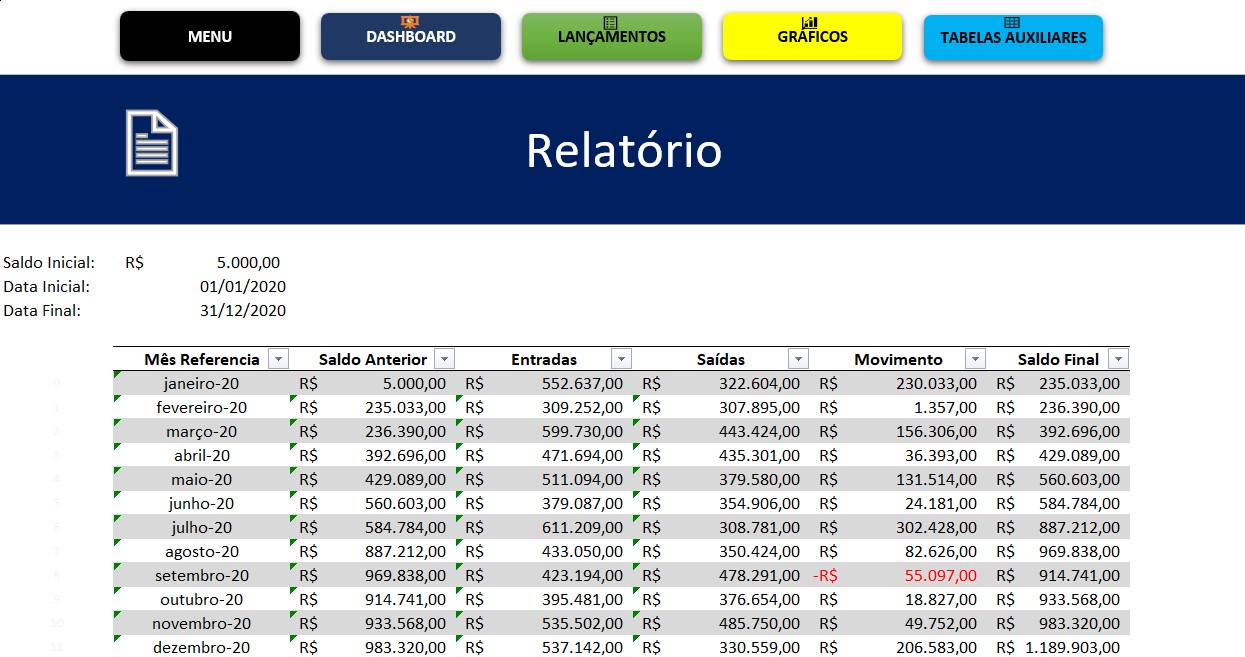 MENU DASHBOARD LANÇAMENTOS GRÁFICOS TABELAS AUXILIARES
Relatório
Saldo Inicial: R$ 5.000,00
Data Inicial: 01/01/2020
Data Final: 31/12/2020
Mês Referencia Saldo Anterior Entradas Saídas Movimento Saldo Final
0 janeiro-20 R$ 5.000,00 R$ 552.637,00 R$ 322.604,00 R$ 230.033,00 R$ 235.033,00
1 fevereiro-20 R$ 235.033,00 R$ 309.252,00 R$ 307.895,00 R$ 1.357,00 R$ 236.390,00
2 março-20 R$ 236.390,00 R$ 599.730,00 R$ 443.424,00 R$ 156.306,00 R$ 392.696,00
3 abril-20 R$ 392.696,00 R$ 471.694,00 R$ 435.301,00 R$ 36.393,00 R$ 429.089,00
4 maio-20 R$ 429.089,00 R$ 511.094,00 R$ 379.580,00 R$ 131.514,00 R$ 560.603,00
5 junho-20 R$ 560.603,00 R$ 379.087,00 R$ 354.906,00 R$ 24.181,00 R$ 584.784,00
6 julho-20 R$ 584.784,00 R$ 611.209,00 R$ 308.781,00 R$ 302.428,00 R$ 887.212,00
7 agosto-20 R$ 887.212,00 R$ 433.050,00 R$ 350.424,00 R$ 82.626,00 R$ 969.838,00
8 setembro-20 R$ 969.838,00 R$ 423.194,00 R$ 478.291,00 -R$ 55.097,00 R$ 914.741,00
9 outubro-20 R$ 914.741,00 R$ 395.481,00 R$ 376.654,00 R$ 18.827,00 R$ 933.568,00
10 novembro-20 R$ 933.568,00 R$ 535.502,00 R$ 485.750,00 R$ 49.752,00 R$ 983.320,00
11 dezembro-20 R$ 983.320,00 R$ 537.142,00 R$ 330.559,00 R$ 206.583,00 R$ 1.189.903,00